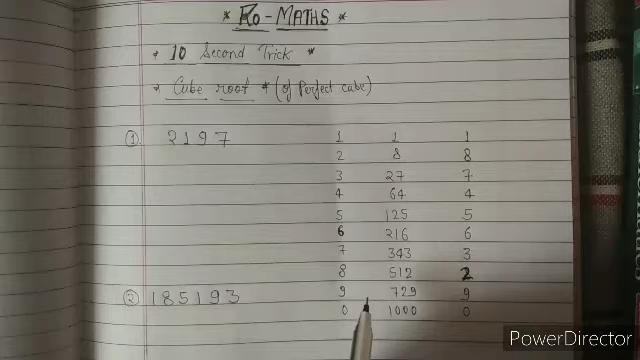 * Ro - MATHS *
* 10 Second Trick *
* Cube root * (of Perfect cube)
① 2197
1 1 1
2 8 8
3 27 7
4 64 4
5 125 5
6 216 6
7 343 3
8 512 2
② 185193
9 729 9
0 1000 0
PowerDirector